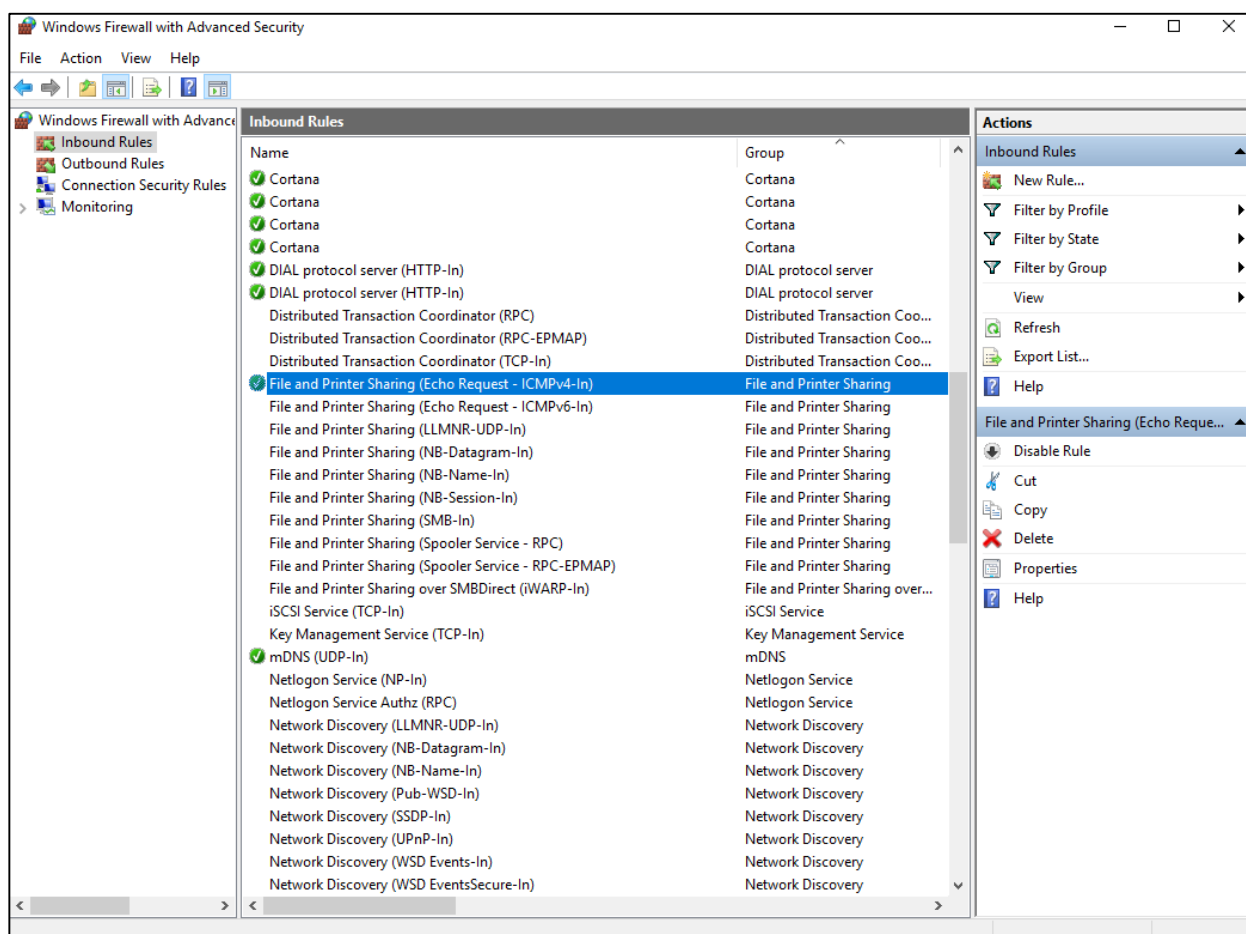 Windows Firewall with Advanced Security
File Action View Help
Windows Firewall with Advance
Inbound Rules
Outbound Rules
Connection Security Rules
Monitoring
Inbound Rules
Name Group
Cortana Cortana
Cortana Cortana
Cortana Cortana
Cortana Cortana
DIAL protocol server (HTTP-In) DIAL protocol server
DIAL protocol server (HTTP-In) DIAL protocol server
Distributed Transaction Coordinator (RPC) Distributed Transaction Coo...
Distributed Transaction Coordinator (RPC-EPMAP) Distributed Transaction Coo...
Distributed Transaction Coordinator (TCP-In) Distributed Transaction Coo...
File and Printer Sharing (Echo Request - ICMPv4-In) File and Printer Sharing
File and Printer Sharing (Echo Request - ICMPv6-In) File and Printer Sharing
File and Printer Sharing (LLMNR-UDP-In) File and Printer Sharing
File and Printer Sharing (NB-Datagram-In) File and Printer Sharing
File and Printer Sharing (NB-Name-In) File and Printer Sharing
File and Printer Sharing (NB-Session-In) File and Printer Sharing
File and Printer Sharing (SMB-In) File and Printer Sharing
File and Printer Sharing (Spooler Service - RPC) File and Printer Sharing
File and Printer Sharing (Spooler Service - RPC-EPMAP) File and Printer Sharing
File and Printer Sharing over SMBDirect (iWARP-In) File and Printer Sharing over...
iSCSI Service (TCP-In) iSCSI Service
Key Management Service (TCP-In) Key Management Service
mDNS (UDP-In) mDNS
Netlogon Service (NP-In) Netlogon Service
Netlogon Service Authz (RPC) Netlogon Service
Network Discovery (LLMNR-UDP-In) Network Discovery
Network Discovery (NB-Datagram-In) Network Discovery
Network Discovery (NB-Name-In) Network Discovery
Network Discovery (Pub-WSD-In) Network Discovery
Network Discovery (SSDP-In) Network Discovery
Network Discovery (UPnP-In) Network Discovery
Network Discovery (WSD Events-In) Network Discovery
Network Discovery (WSD EventsSecure-In) Network Discovery
Actions
Inbound Rules
New Rule...
Filter by Profile
Filter by State
Filter by Group
View
Refresh
Export List...
Help
File and Printer Sharing (Echo Reque...
Disable Rule
Cut
Copy
Delete
Properties
Help